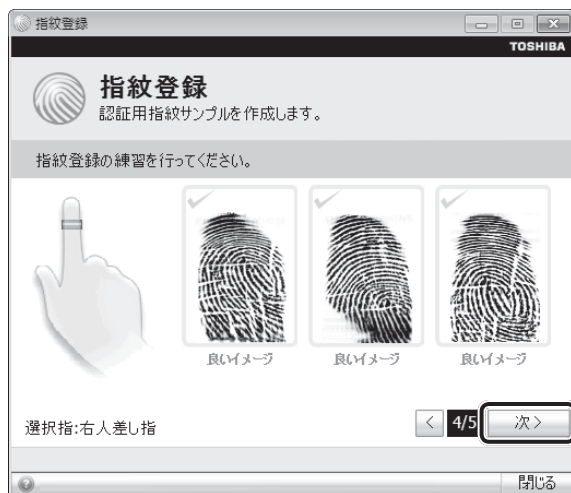 指紋登録
TOSHIBA
指紋登録
認証用指紋サンプルを作成します。
指紋登録の練習を行ってください。
良いイメージ 良いイメージ 良いイメージ
選択指:右人差し指 < 4/5 次 >
閉じる